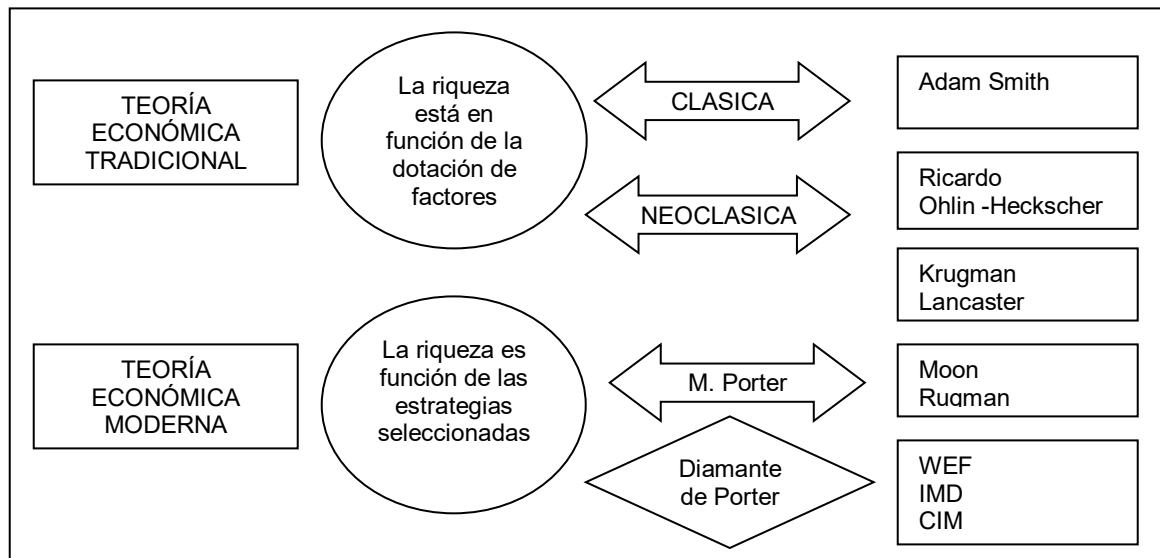 TEORÍA
ECONÓMICA
TRADICIONAL
La riqueza
está en
función de la
dotación de
factores
CLASICA
Adam Smith
NEOCLASICA
Ricardo
Ohlin -Heckscher
Krugman
Lancaster
TEORÍA
ECONÓMICA
MODERNA
La riqueza es
función de las
estrategias
seleccionadas
M. Porter
Moon
Rugman
Diamante
de Porter
WEF
IMD
CIM